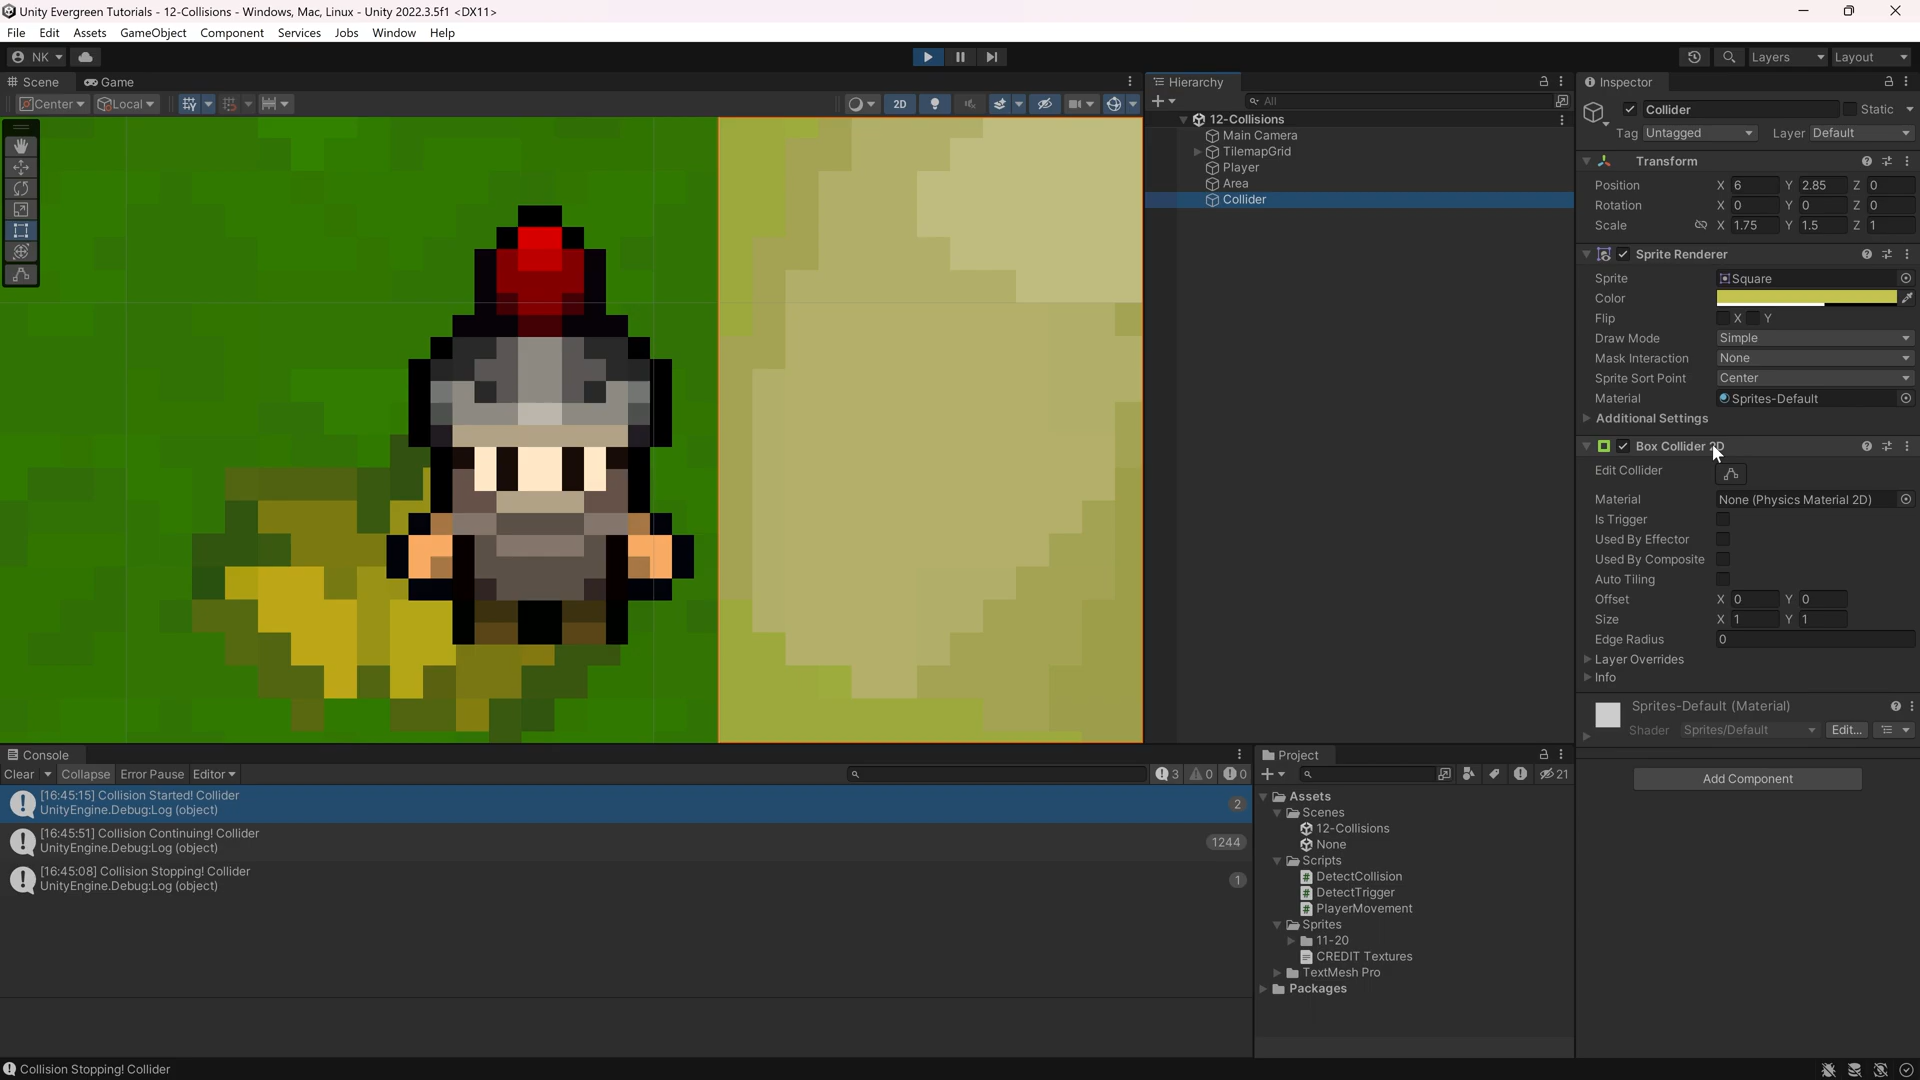 Unity Evergreen Tutorials - 12-Collisions - Windows, Mac, Linux - Unity 2022.3.5f1 <DX11>
File Edit Assets GameObject Component Services Jobs Window Help
NK Layers Layout
Scene Game
Center Local 2D
Hierarchy
All
12-Collisions
Main Camera
TilemapGrid
Player
Area
Collider
Inspector
Collider Static
Tag Untagged Layer Default
Transform
Position X 6 Y 2.85 Z 0
Rotation X 0 Y 0 Z 0
Scale X 1.75 Y 1.5 Z 1
Sprite Renderer
Sprite Square
Color
Flip X Y
Draw Mode Simple
Mask Interaction None
Sprite Sort Point Center
Material Sprites-Default
Additional Settings
Box Collider 2D
Edit Collider
Material None (Physics Material 2D)
Is Trigger
Used By Effector
Used By Composite
Auto Tiling
Offset X 0 Y 0
Size X 1 Y 1
Edge Radius 0
Layer Overrides
Info
Sprites-Default (Material)
Shader Sprites/Default Edit...
Add Component
Console
Clear Collapse Error Pause Editor 3 0 0
[16:45:15] Collision Started! Collider
UnityEngine.Debug:Log (object) 2
[16:45:51] Collision Continuing! Collider
UnityEngine.Debug:Log (object) 1244
[16:45:08] Collision Stopping! Collider
UnityEngine.Debug:Log (object) 1
Project
21
Assets
Scenes
12-Collisions
None
Scripts
DetectCollision
DetectTrigger
PlayerMovement
Sprites
11-20
CREDIT Textures
TextMesh Pro
Packages
Collision Stopping! Collider